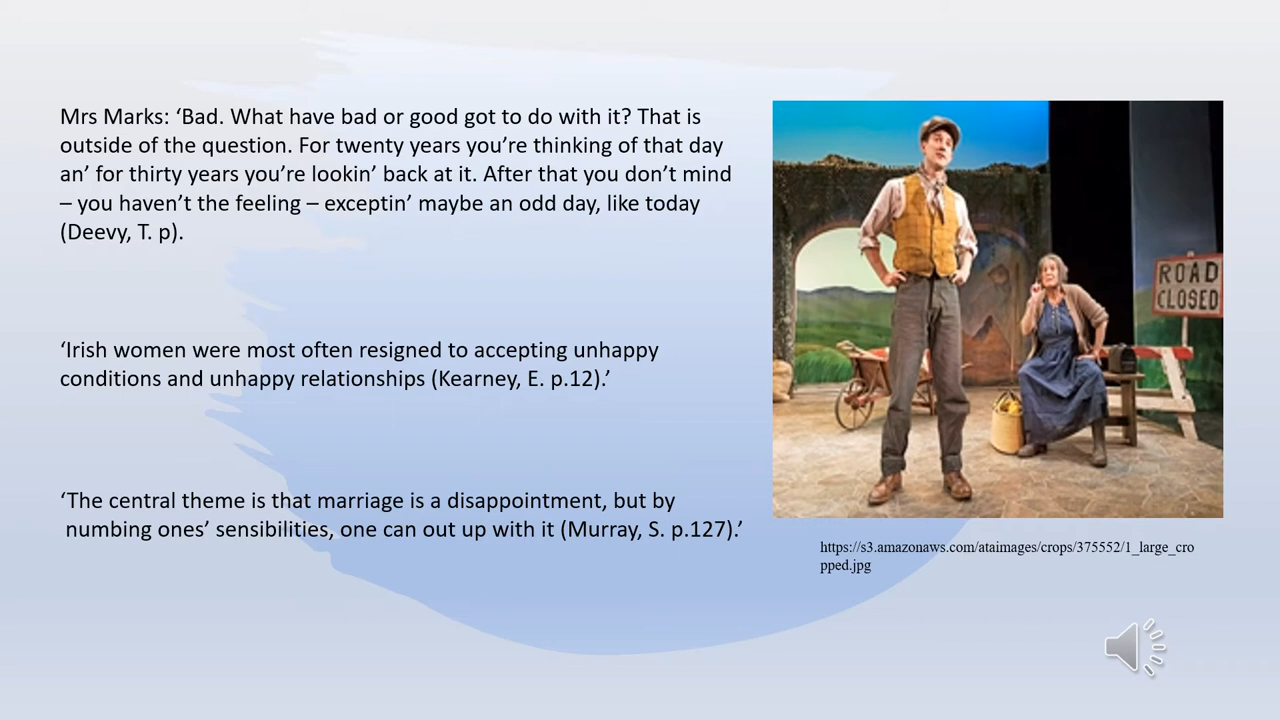 Mrs Marks: ‘Bad. What have bad or good got to do with it? That is
outside of the question. For twenty years you’re thinking of that day
an’ for thirty years you’re lookin’ back at it. After that you don’t mind
– you haven’t the feeling – exceptin’ maybe an odd day, like today
(Deevy, T. p).
‘Irish women were most often resigned to accepting unhappy
conditions and unhappy relationships (Kearney, E. p.12).’
‘The central theme is that marriage is a disappointment, but by
numbing ones’ sensibilities, one can out up with it (Murray, S. p.127).’
ROAD
CLOSED
https://s3.amazonaws.com/ataimages/crops/375552/1_large_cro
pped.jpg